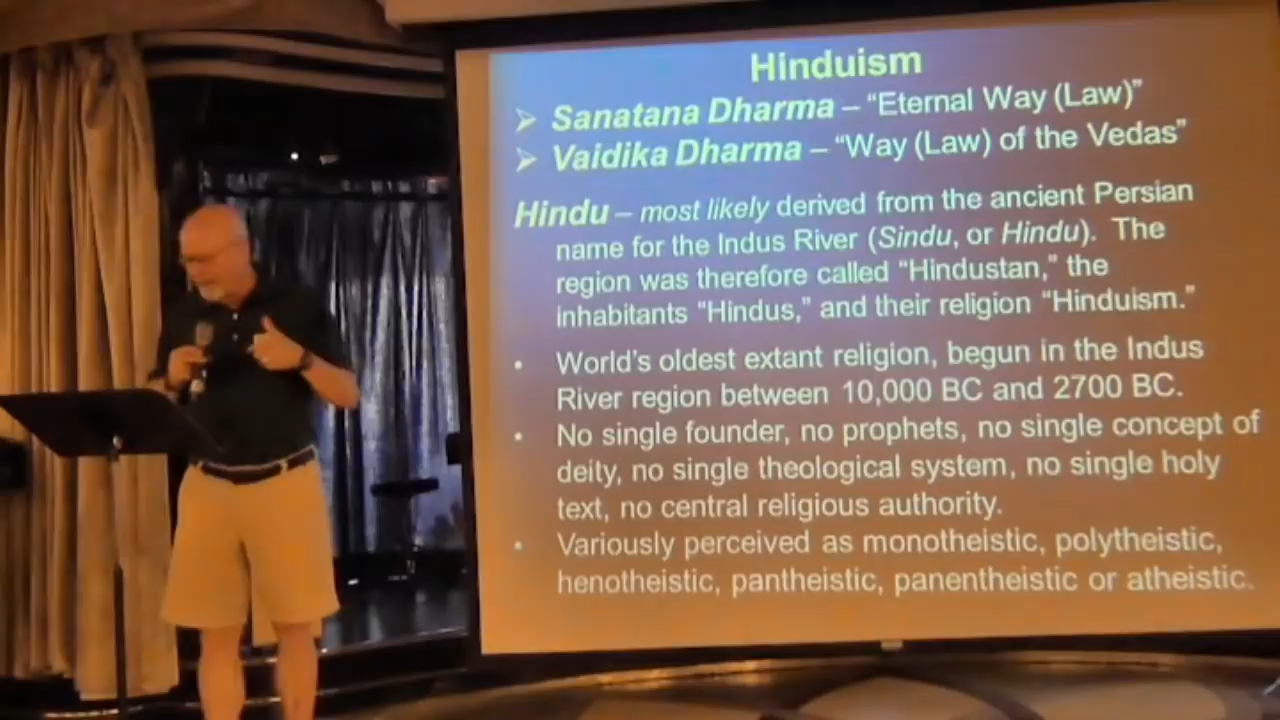 Hinduism
➢ Sanatana Dharma – “Eternal Way (Law)”
➢ Vaidika Dharma – “Way (Law) of the Vedas”
Hindu – most likely derived from the ancient Persian
name for the Indus River (Sindu, or Hindu). The
region was therefore called “Hindustan,” the
inhabitants “Hindus,” and their religion “Hinduism.”
• World’s oldest extant religion, begun in the Indus
River region between 10,000 BC and 2700 BC.
• No single founder, no prophets, no single concept of
deity, no single theological system, no single holy
text, no central religious authority.
• Variously perceived as monotheistic, polytheistic,
henotheistic, pantheistic, panentheistic or atheistic.